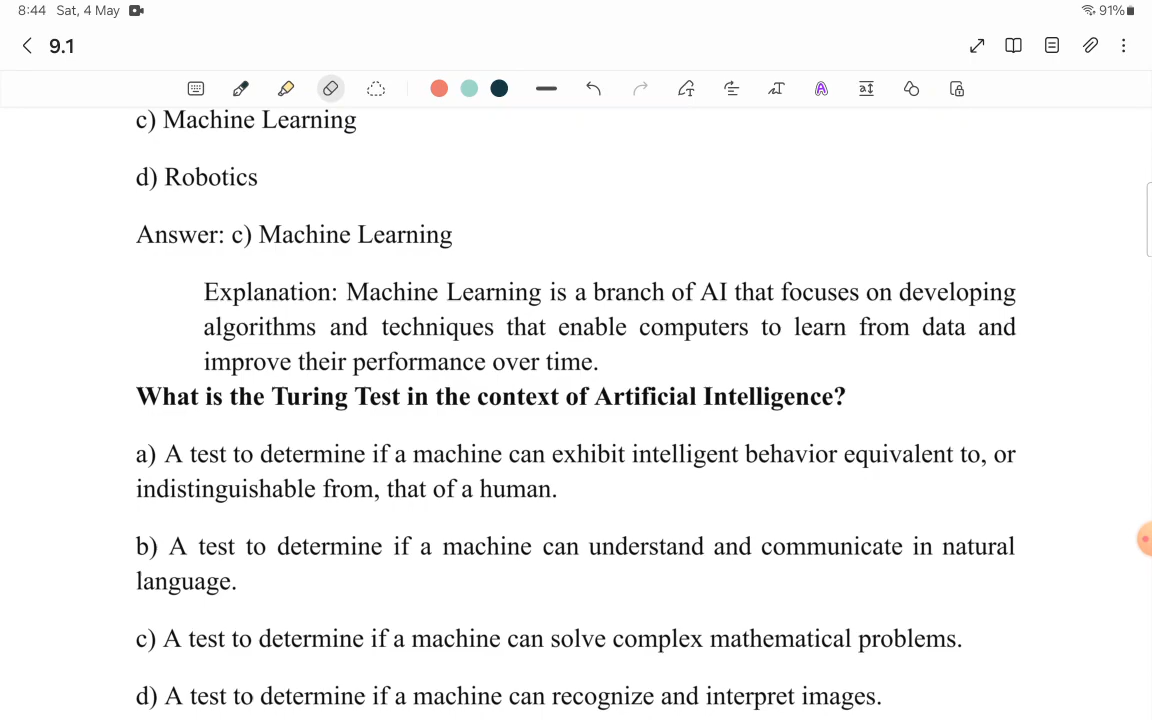 8:44 Sat, 4 May
91%
9.1
c) Machine Learning
d) Robotics
Answer: c) Machine Learning
Explanation: Machine Learning is a branch of AI that focuses on developing
algorithms and techniques that enable computers to learn from data and
improve their performance over time.
What is the Turing Test in the context of Artificial Intelligence?
a) A test to determine if a machine can exhibit intelligent behavior equivalent to, or
indistinguishable from, that of a human.
b) A test to determine if a machine can understand and communicate in natural
language.
c) A test to determine if a machine can solve complex mathematical problems.
d) A test to determine if a machine can recognize and interpret images.